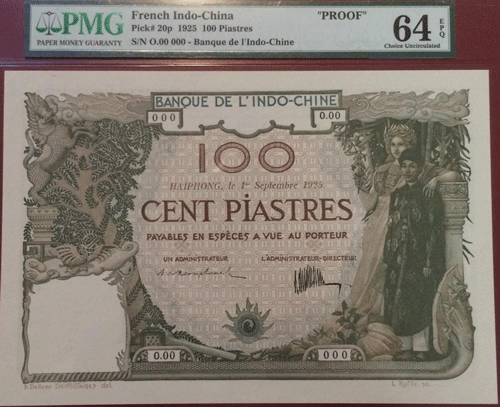 PMG
PAPER MONEY GUARANTY
French Indo-China
Pick# 20p 1925 100 Piastres
S/N O.00 000 - Banque de l'Indo-Chine
"PROOF"
64 EPQ
Choice Uncirculated
BANQUE DE L'INDO-CHINE
000
0.00
100
HAIPHONG, le 1er Septembre 1925
CENT PIASTRES
PAYABLES EN ESPÈCES A VUE AU PORTEUR
UN ADMINISTRATEUR
L'ADMINISTRATEUR-DIRECTEUR
0.00
000